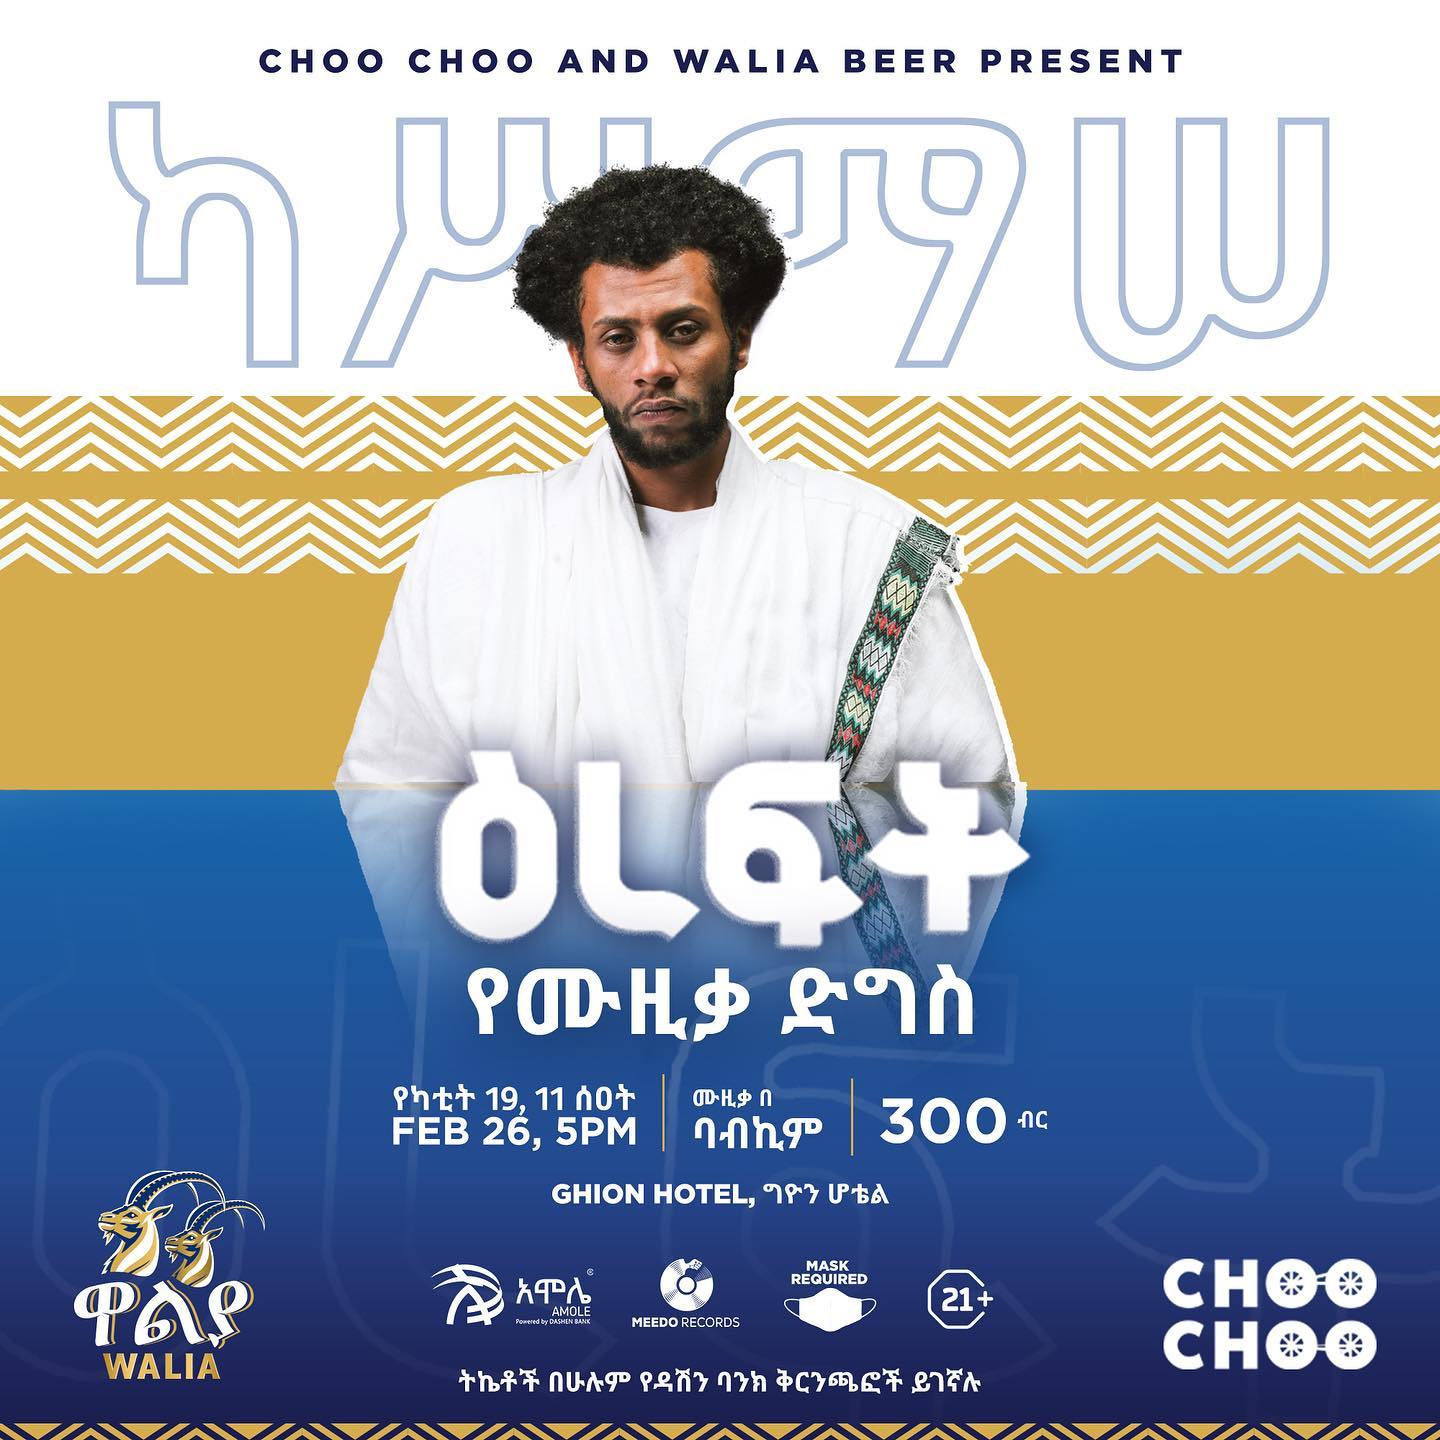 CHOO CHOO AND WALIA BEER PRESENT
ካሥማሠ
ዕረፍት
የሙዚቃ ድግስ
የካቲት 19, 11 ሰዐት
FEB 26, 5PM
ሙዚቃ በ
ባብኪም
300 ብር
GHION HOTEL, ግዮን ሆቴል
ዋልያ
WALIA
አሞሌ
AMOLE
Powered by DASHEN BANK
MEEDO RECORDS
MASK
REQUIRED
21+
CHOO
CHOO
ትኬቶች በሁሉም የዳሽን ባንክ ቅርንጫፎች ይገኛሉ